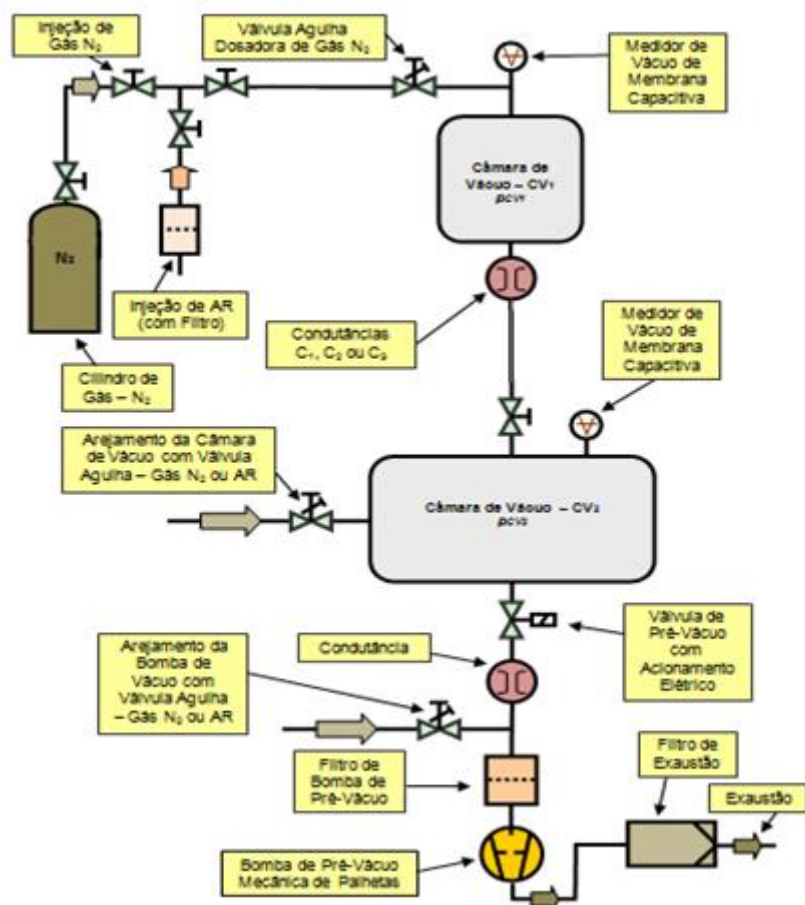 Injeção de
Gás N₂
Válvula Agulha
Dosadora de Gás N₂
Medidor de
Vácuo de
Membrana
Capacitiva
Câmara de
Vácuo – CV₁
pCV₁
N₂
Injeção de AR
(com Filtro)
Condutâncias
C₁, C₂ ou C₃
Medidor de
Vácuo de
Membrana
Capacitiva
Cilindro de
Gás – N₂
Arejamento da Câmara
de Vácuo com Válvula
Agulha – Gás N₂ ou AR
Câmara de Vácuo – CV₂
pCV₂
Arejamento da
Bomba de
Vácuo com
Válvula Agulha
– Gás N₂ ou AR
Condutância
Válvula de
Pré-Vácuo
com
Acionamento
Elétrico
Filtro de
Bomba de
Pré-Vácuo
Filtro de
Exaustão
Exaustão
Bomba de Pré-Vácuo
Mecânica de Palhetas